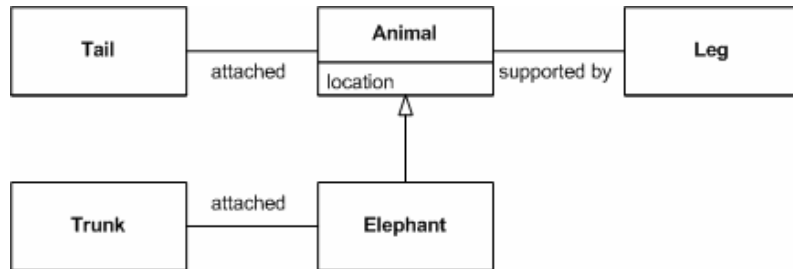 Tail
Animal
Leg
attached
location
supported by
Trunk
attached
Elephant